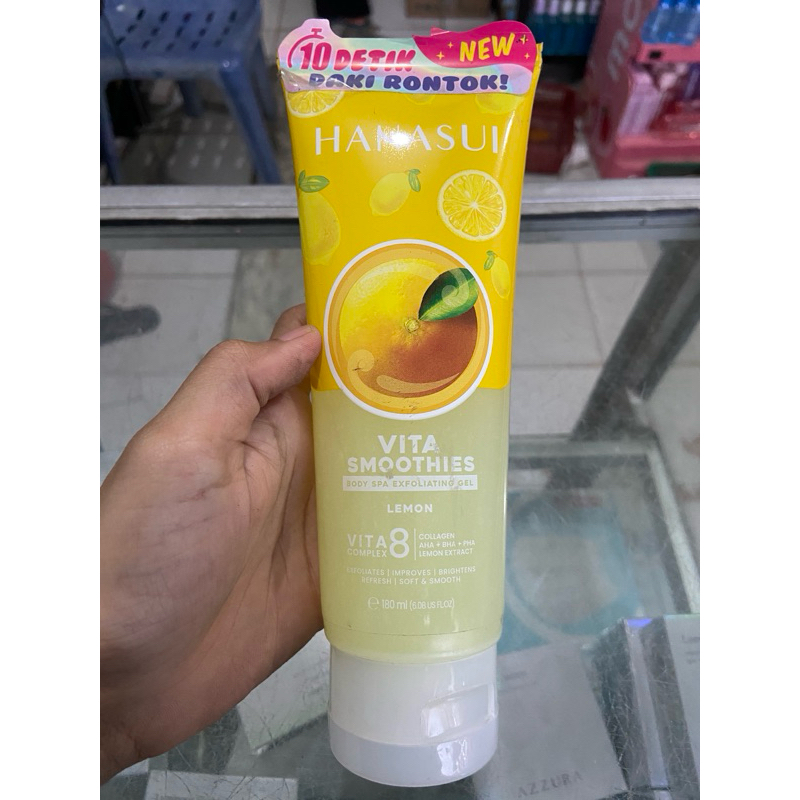 10 DETIK NEW
DAKI RONTOK!
HANASUI
VITA
SMOOTHIES
BODY SPA EXFOLIATING GEL
LEMON
VITA 8 COLLAGEN
COMPLEX AHA + BHA + PHA
LEMON EXTRACT
EXFOLIATES | IMPROVES | BRIGHTENS
REFRESH | SOFT & SMOOTH
℮ 180 ml (6.08 US FL.OZ)
AZZURA